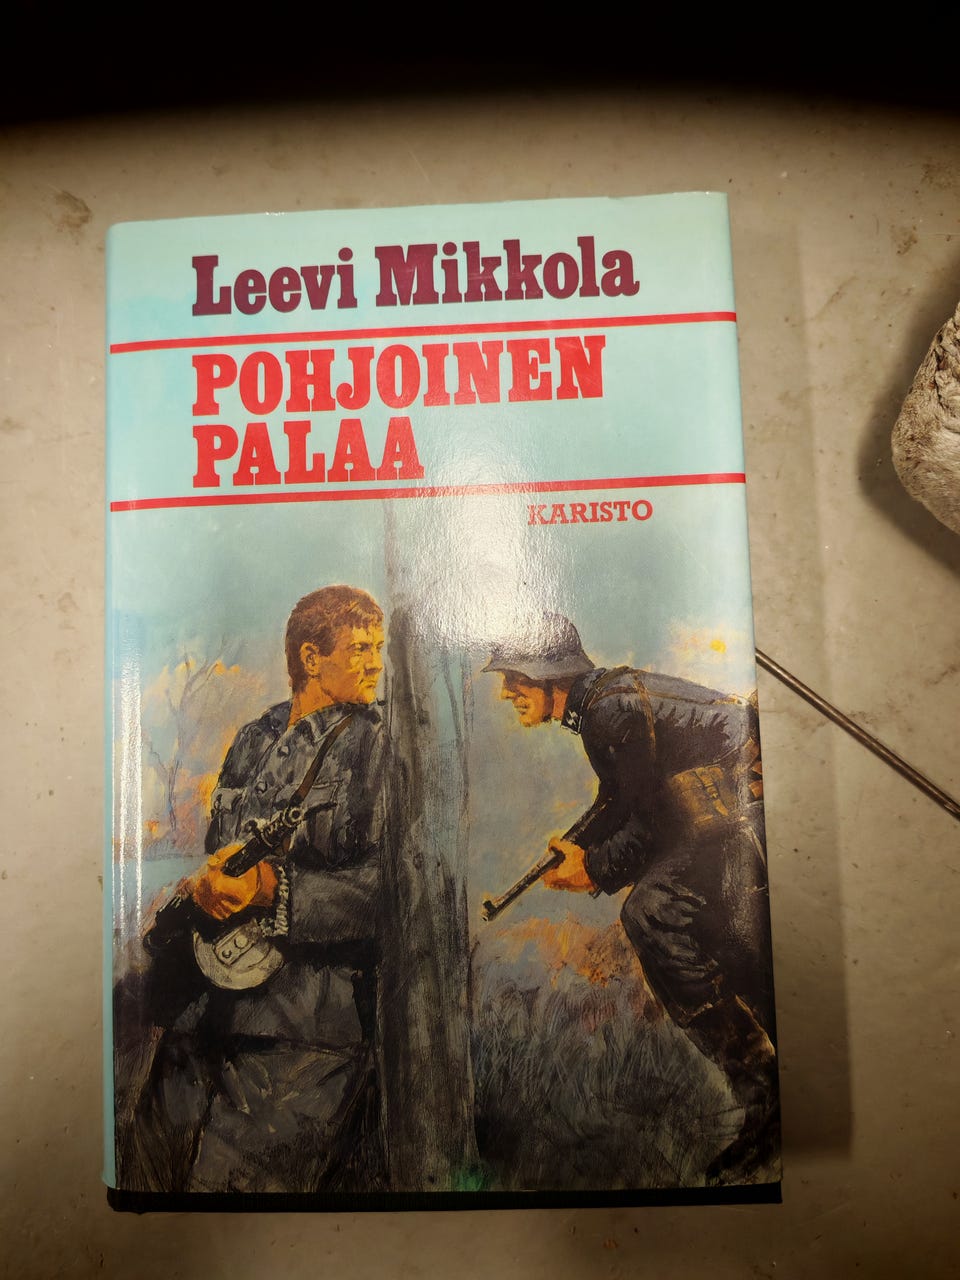 Leevi Mikkola
POHJOINEN
PALAA
KARISTO